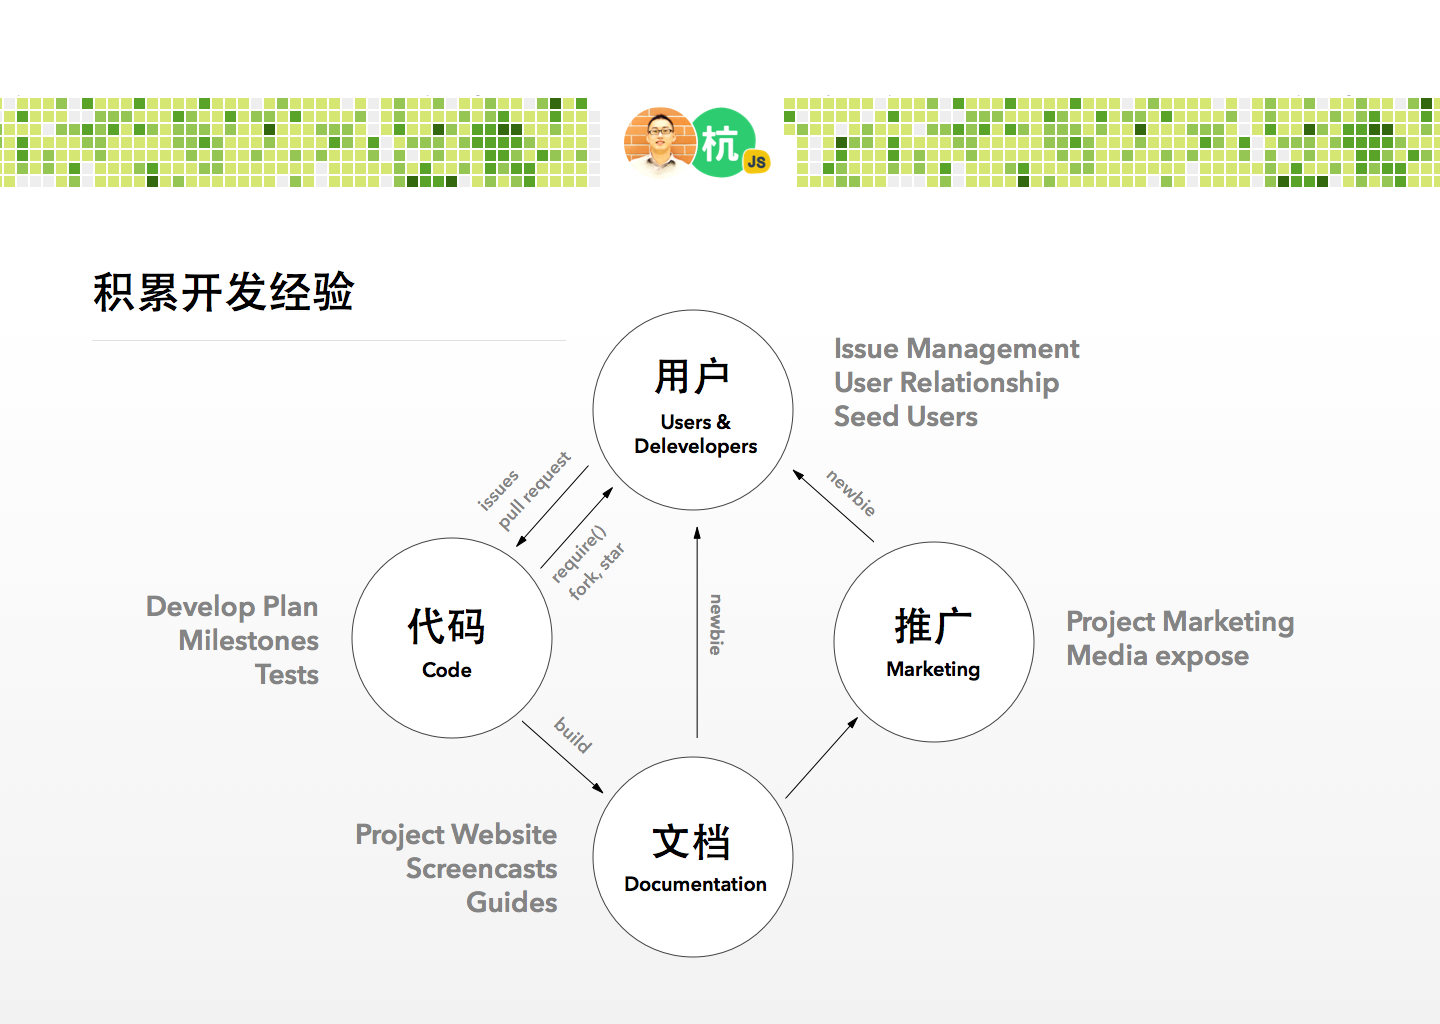 杭
JS
积累开发经验
用户
Users &
Delevelopers
Issue Management
User Relationship
Seed Users
issues
pull request
require()
fork, star
newbie
newbie
Develop Plan
Milestones
Tests
代码
Code
推广
Marketing
Project Marketing
Media expose
build
Project Website
Screencasts
Guides
文档
Documentation